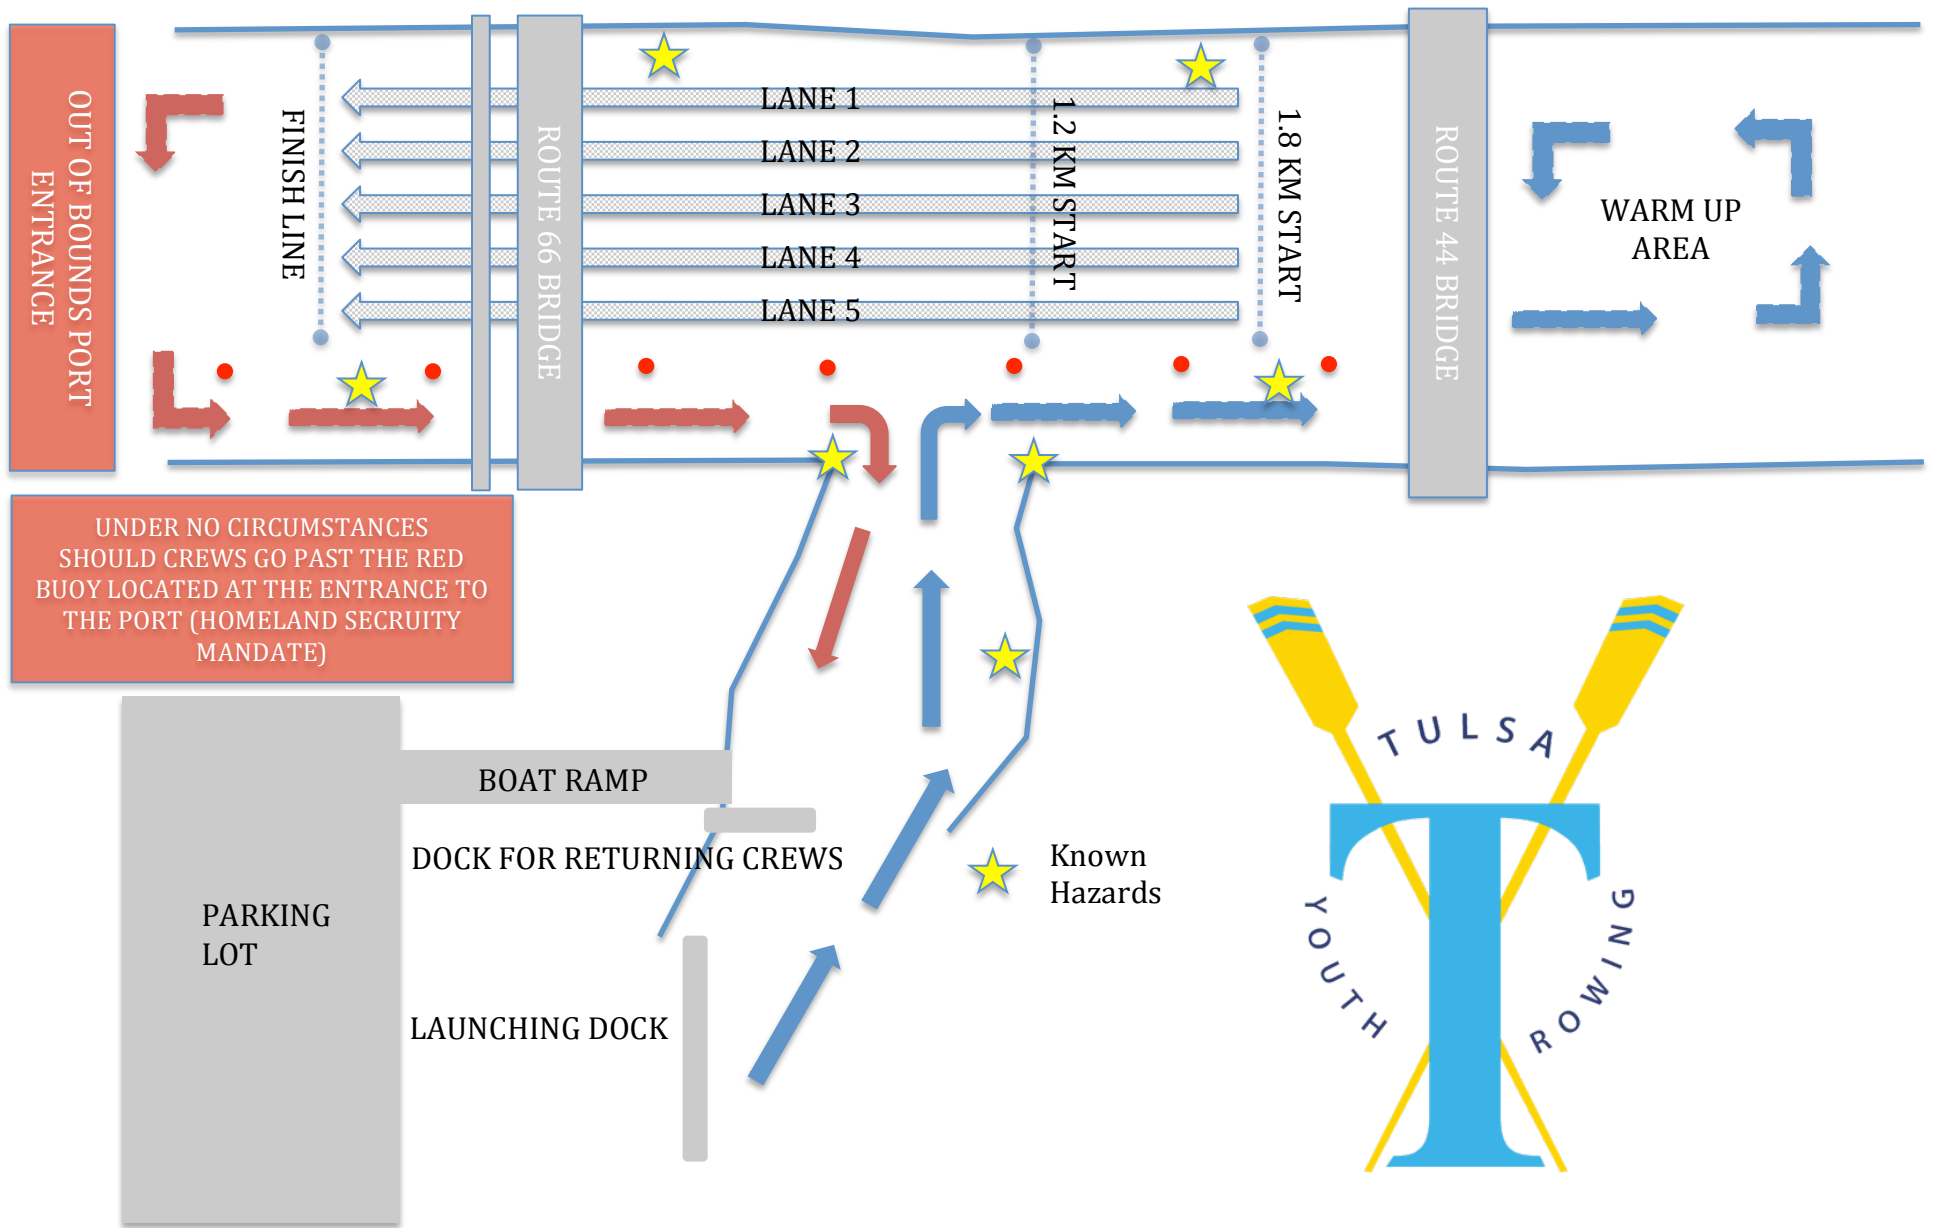 OUT OF BOUNDS PORT
ENTRANCE
FINISH LINE
ROUTE 66 BRIDGE
LANE 1
LANE 2
LANE 3
LANE 4
LANE 5
1.2 KM START
1.8 KM START
ROUTE 44 BRIDGE
WARM UP
AREA
UNDER NO CIRCUMSTANCES
SHOULD CREWS GO PAST THE RED
BUOY LOCATED AT THE ENTRANCE TO
THE PORT (HOMELAND SECRUITY
MANDATE)
BOAT RAMP
DOCK FOR RETURNING CREWS
PARKING
LOT
LAUNCHING DOCK
Known
Hazards
TULSA
YOUTH
ROWING
T